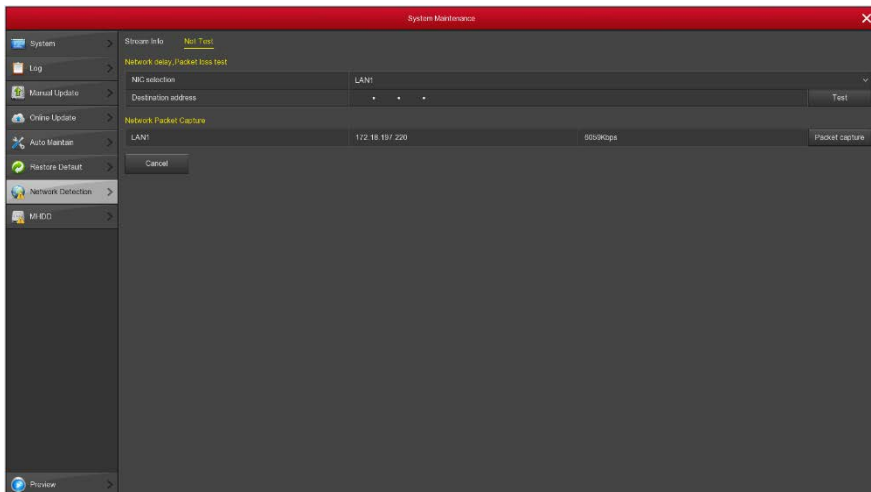 System Maintenance
System
Log
Manual Update
Online Update
Auto Maintain
Restore Default
Network Detection
MHDD
Preview
Stream Info Net Test
Network delay,Packet loss test
NIC selection LAN1
Destination address . . . Test
Network Packet Capture
LAN1 172.18.197.220 6059Kbps Packet capture
Cancel